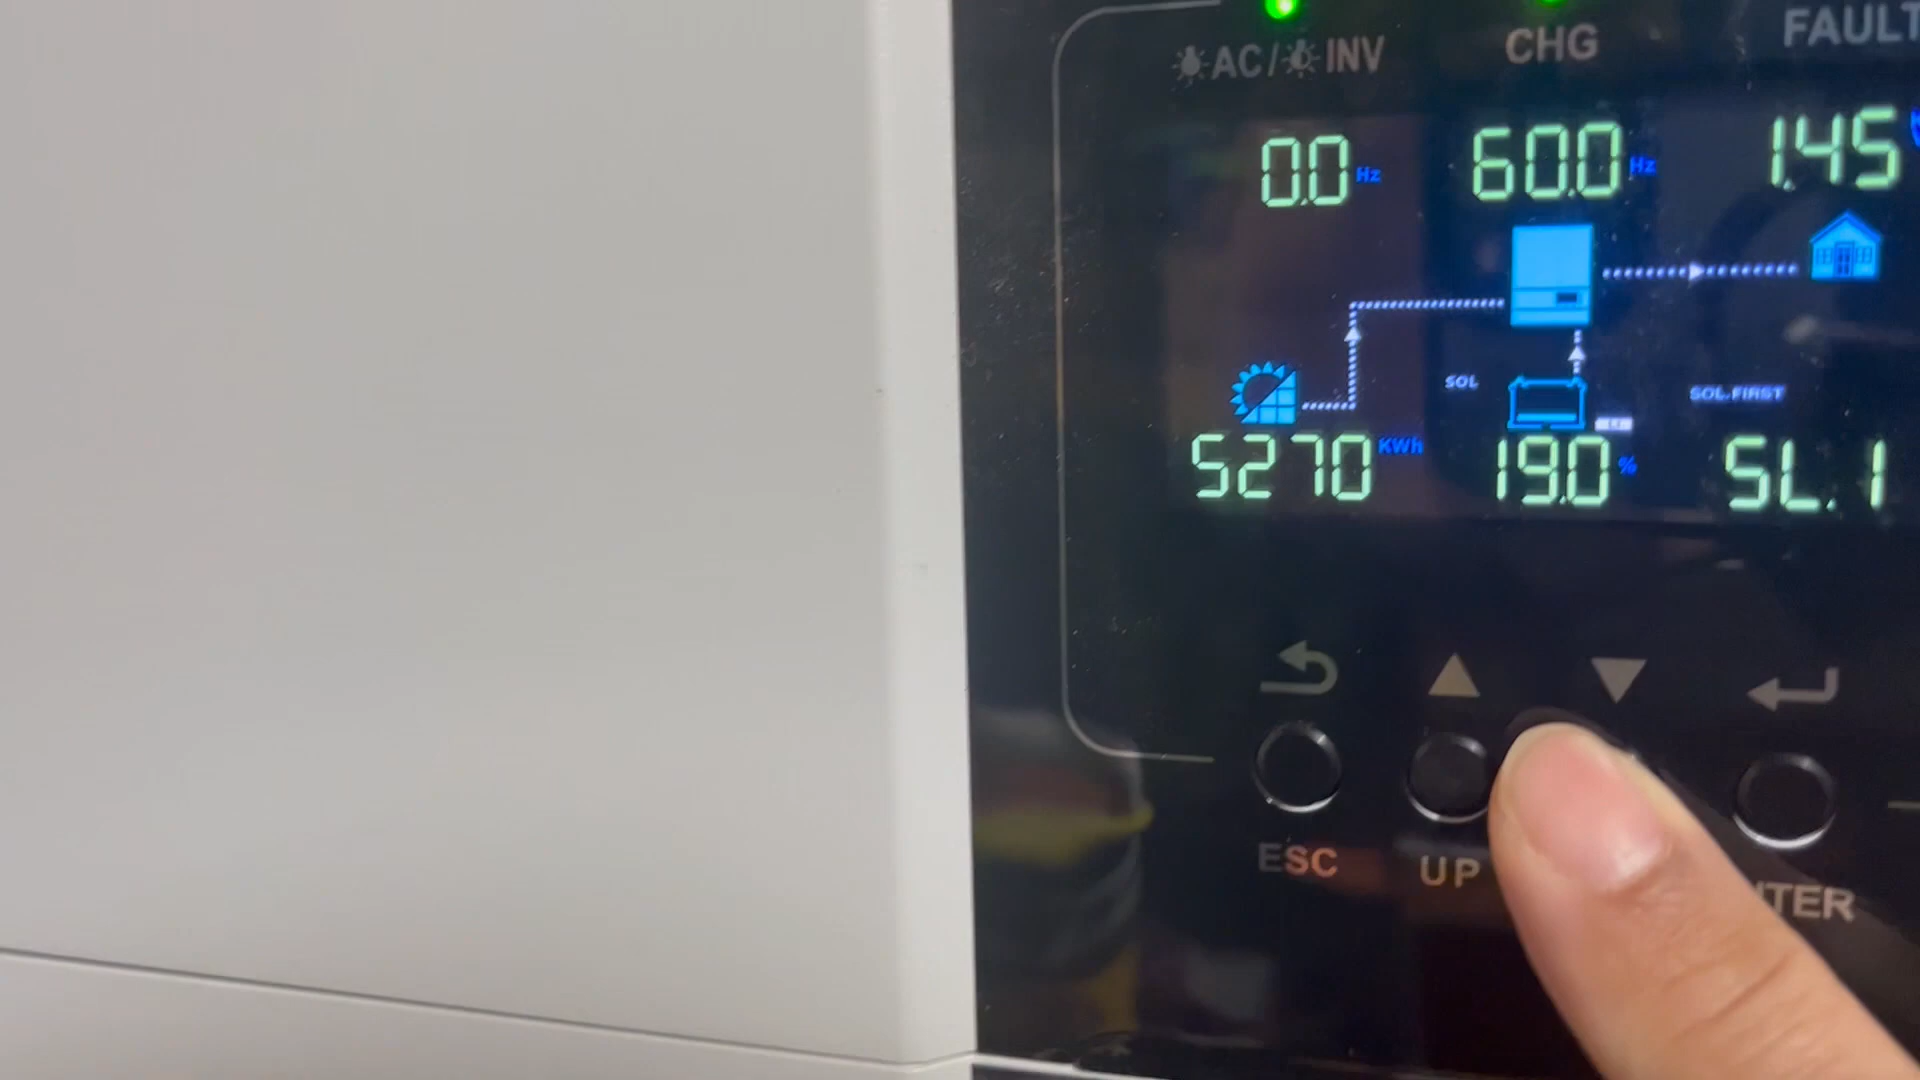 AC/ INV
CHG
FAULT
0.0 Hz
60.0 Hz
1.45
SOL
SOL.FIRST
5270 KWh
19.0 %
SL. 1
ESC
UP
NTER